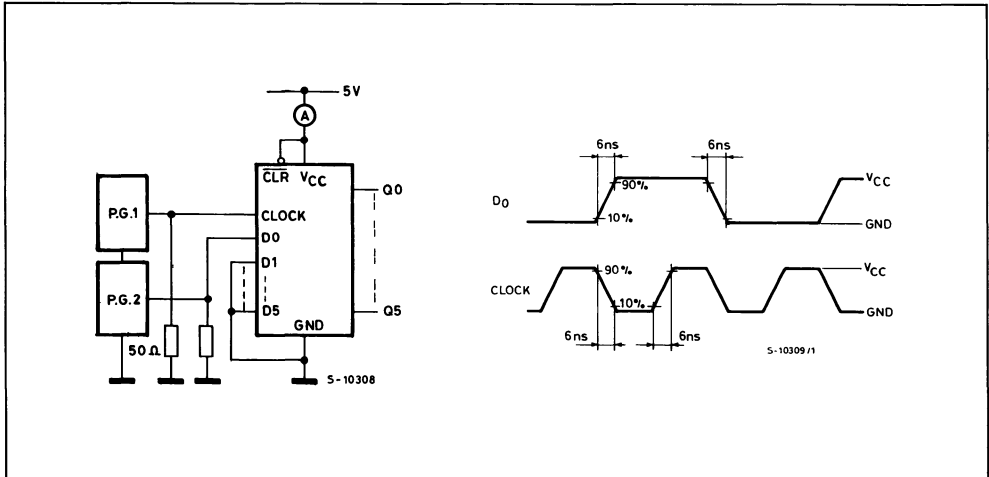 5V
A
CLR VCC
P.G.1
CLOCK
D0
D1
D5
P.G.2
GND
50Ω
Q0
Q5
S-10308
6ns 6ns
D0
90%
10%
VCC
GND
CLOCK
90%
10%
VCC
GND
6ns 6ns
S-10309/1